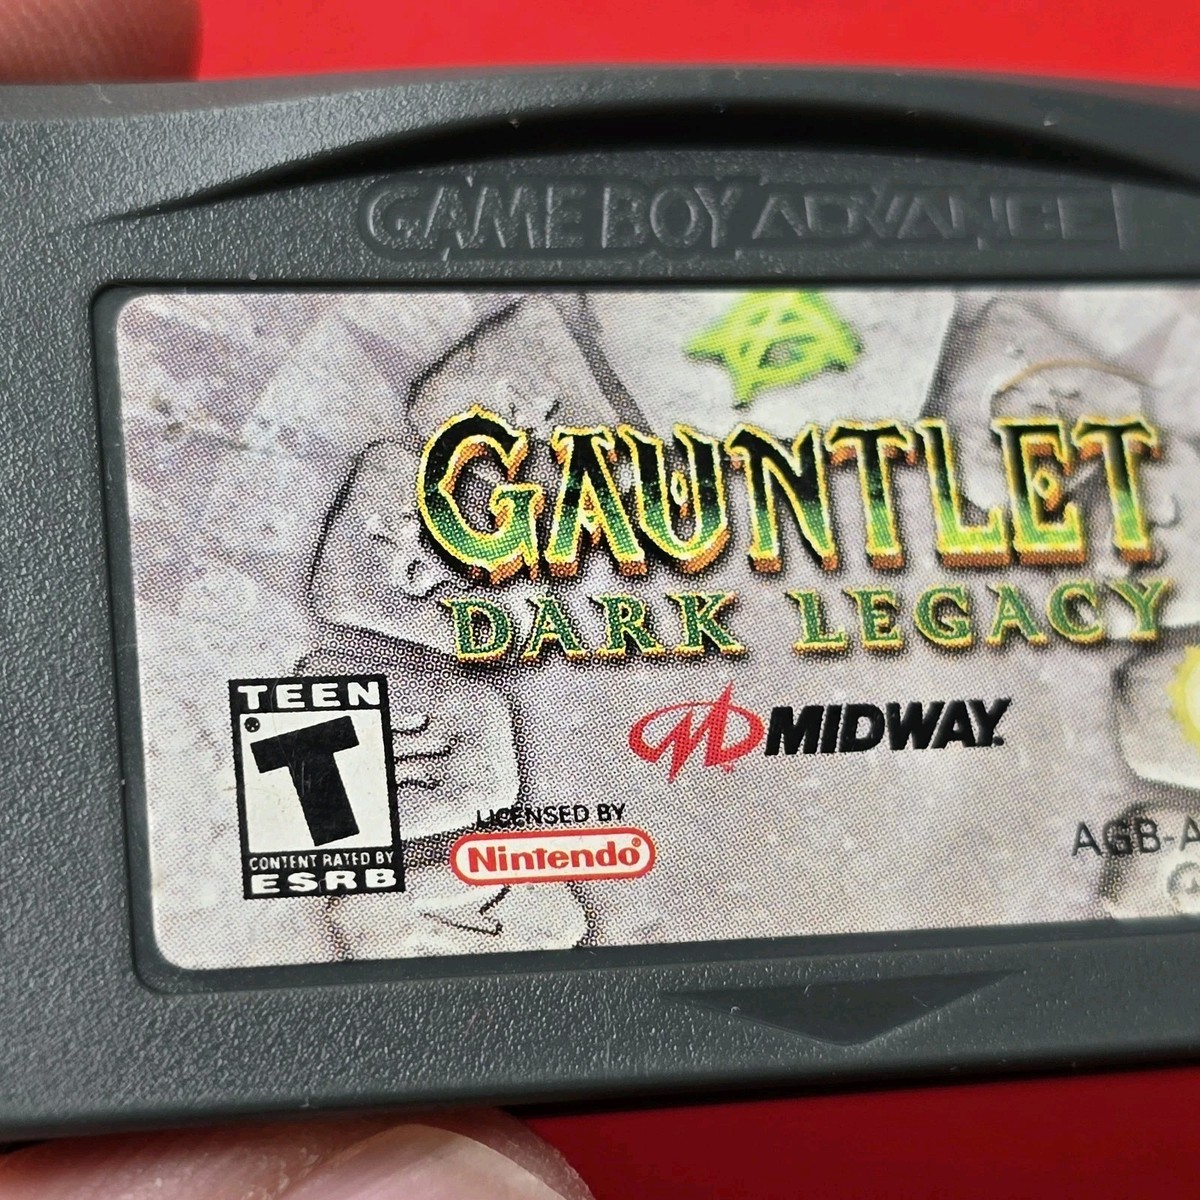 GAME BOY ADVANCE
GAUNTLET
DARK LEGACY
TEEN
T
MIDWAY
LICENSED BY
Nintendo®
CONTENT RATED BY
ESRB
AGB-A